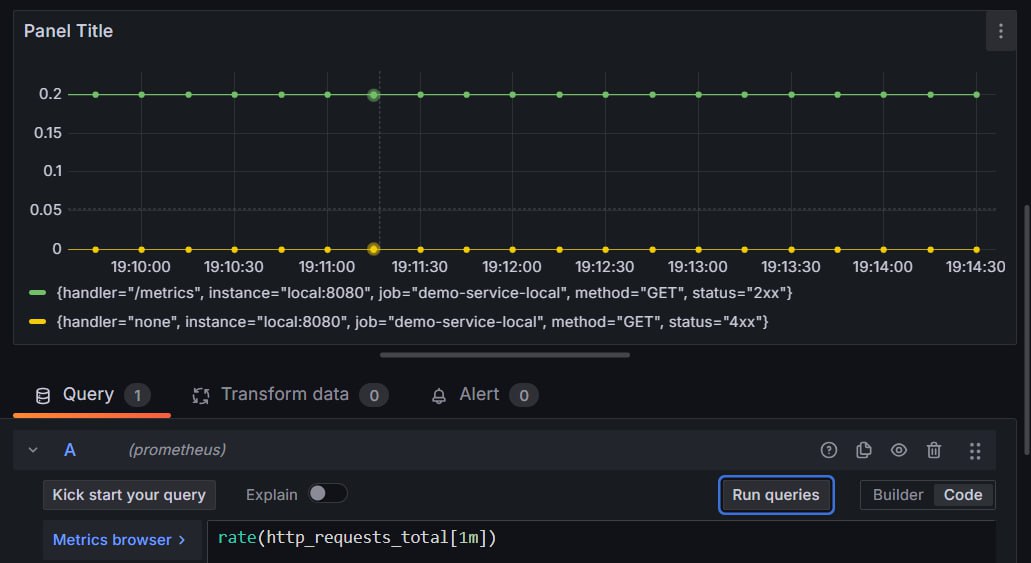 Panel Title
0.2
0.15
0.1
0.05
0
19:10:00 19:10:30 19:11:00 19:11:30 19:12:00 19:12:30 19:13:00 19:13:30 19:14:00 19:14:30
{handler="/metrics", instance="local:8080", job="demo-service-local", method="GET", status="2xx"}
{handler="none", instance="local:8080", job="demo-service-local", method="GET", status="4xx"}
Query 1 Transform data 0 Alert 0
A (prometheus)
Kick start your query Explain Run queries Builder Code
Metrics browser > rate(http_requests_total[1m])